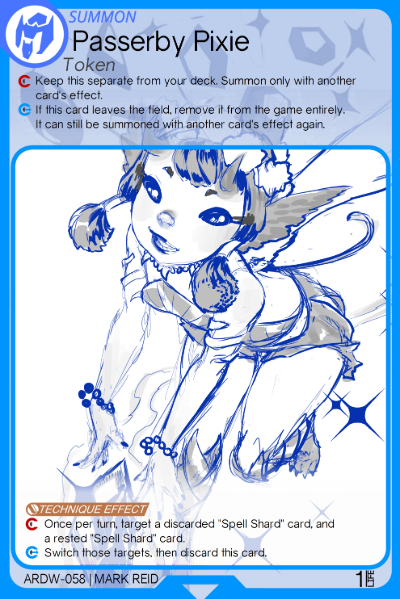 SUMMON
Passerby Pixie
Token
Keep this separate from your deck. Summon only with another
card's effect.
If this card leaves the field, remove it from the game entirely.
It can still be summoned with another card's effect again.
TECHNIQUE EFFECT
Once per turn, target a discarded "Spell Shard" card, and
a rested "Spell Shard" card.
Switch those targets, then discard this card.
ARDW-058 | MARK REID
1 LIFE